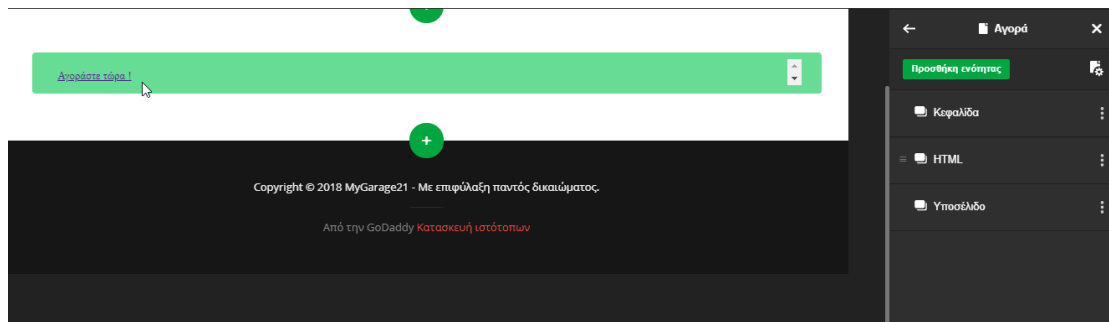 Αγορά
Προσθήκη ενότητας
Αγοράστε τώρα !
Κεφαλίδα
HTML
Υποσέλιδο
Copyright © 2018 MyGarage21 - Με επιφύλαξη παντός δικαιώματος.
Από την GoDaddy Κατασκευή ιστότοπων